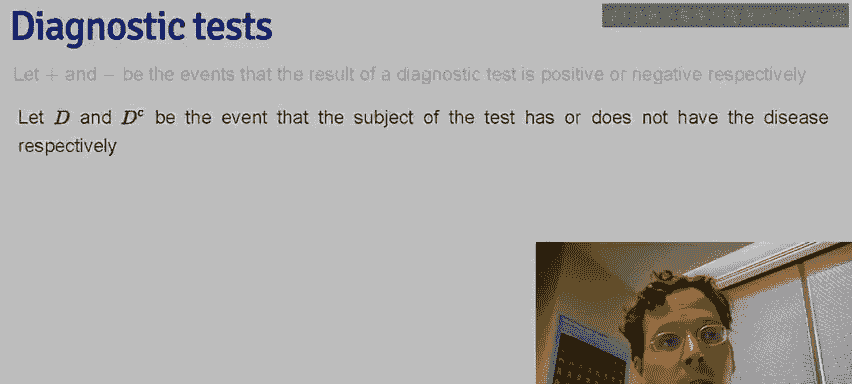 Diagnostic tests
Let + and − be the events that the result of a diagnostic test is positive or negative respectively
Let D and Dᶜ be the event that the subject of the test has or does not have the disease
respectively